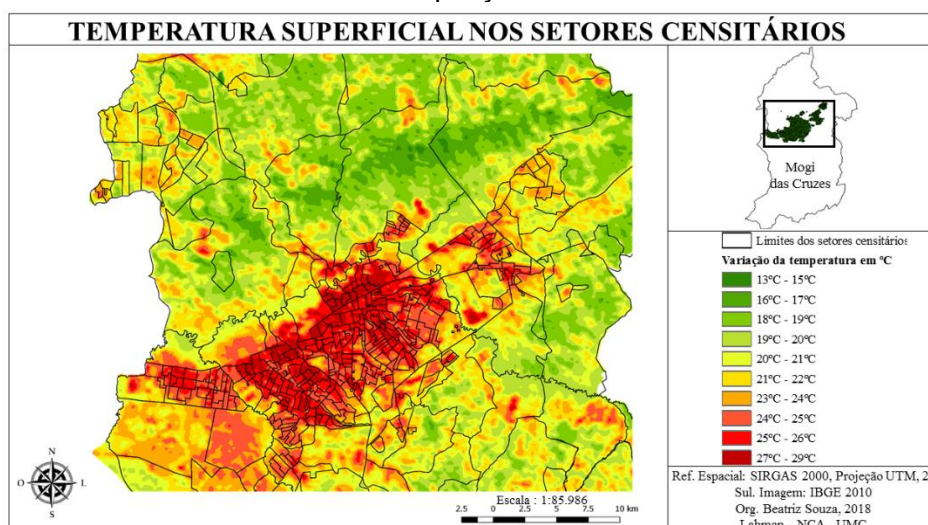 TEMPERATURA SUPERFICIAL NOS SETORES CENSITÁRIOS
Mogi
das Cruzes
Limites dos setores censitários
Variação da temperatura em ºC
13ºC - 15ºC
16ºC - 17ºC
18ºC - 19ºC
19ºC - 20ºC
20ºC - 21ºC
21ºC - 22ºC
23ºC - 24ºC
24ºC - 25ºC
25ºC - 26ºC
27ºC - 29ºC
N
O
L
S
Escala : 1:85.986
2.5 0 2.5 5 7.5 10 km
Ref. Espacial: SIRGAS 2000, Projeção UTM, 2
Sul. Imagem: IBGE 2010
Org. Beatriz Souza, 2018
NCA UMC